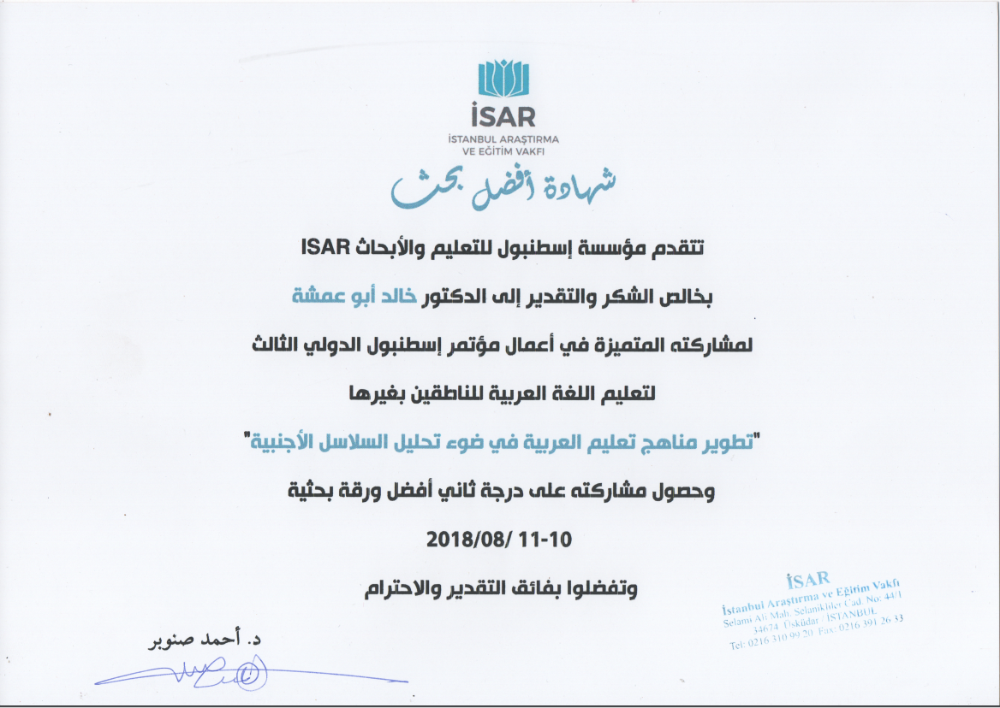 İSAR
İSTANBUL ARAŞTIRMA
VE EĞİTİM VAKFI
شهادة أفضل بحث
تتقدم مؤسسة إسطنبول للتعليم والأبحاث ISAR
بخالص الشكر والتقدير إلى الدكتور خالد أبو عمشة
لمشاركته المتميزة في أعمال مؤتمر إسطنبول الدولي الثالث
لتعليم اللغة العربية للناطقين بغيرها
"تطوير مناهج تعليم العربية في ضوء تحليل السلاسل الأجنبية"
وحصول مشاركته على درجة ثاني أفضل ورقة بحثية
2018/08/ 11-10
وتفضلوا بفائق التقدير والاحترام
د. أحمد صنوبر
İSAR
İstanbul Araştırma ve Eğitim Vakfı
Selami Ali Mah. Selanikliler Cad. No: 44/1
34674 Üsküdar / İSTANBUL
Tel: 0216 310 99 20 Fax: 0216 391 26 33